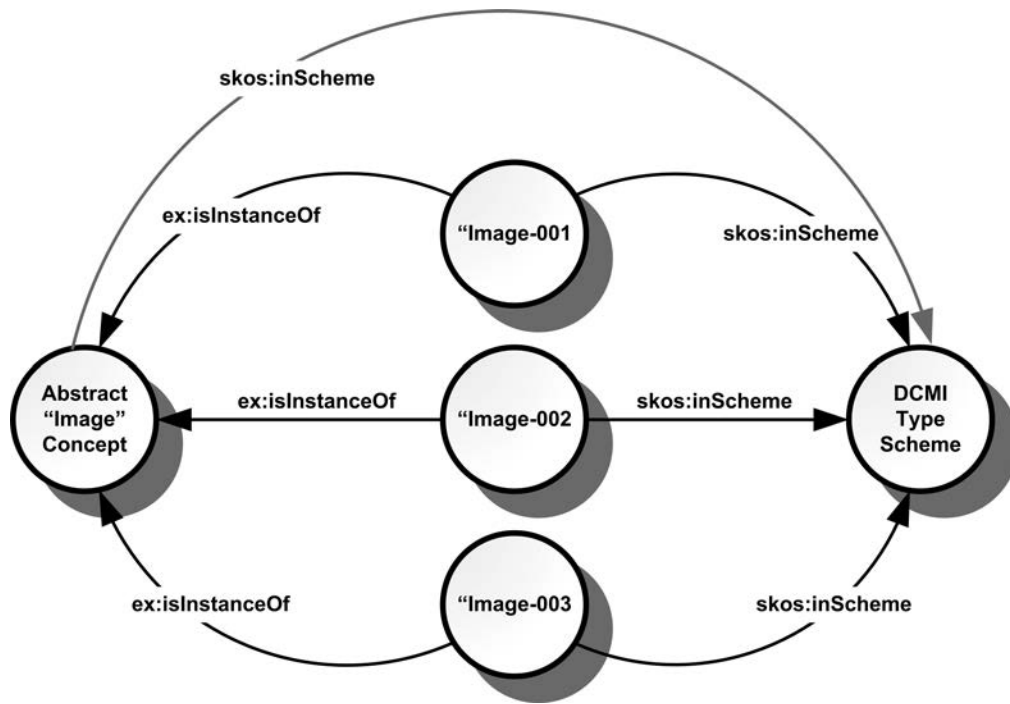 skos:inScheme
ex:isInstanceOf
“Image-001
skos:inScheme
Abstract
“Image”
Concept
ex:isInstanceOf
“Image-002
skos:inScheme
DCMI
Type
Scheme
ex:isInstanceOf
“Image-003
skos:inScheme